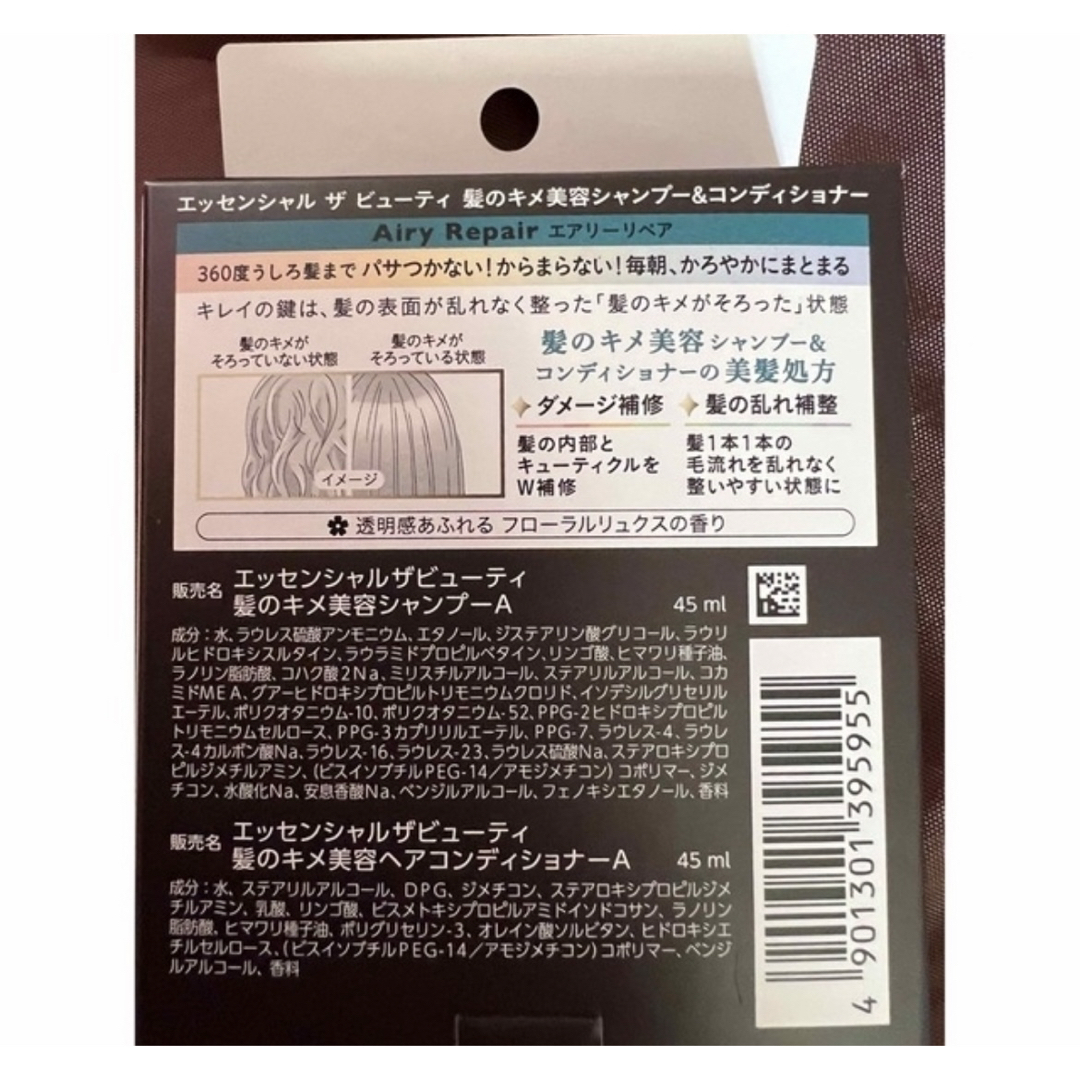 エッセンシャル ザ ビューティ 髪のキメ美容シャンプー&コンディショナー
Airy Repair エアリーリペア
360度うしろ髪まで パサつかない!からまらない!毎朝、かろやかにまとまる
キレイの鍵は、髪の表面が乱れなく整った「髪のキメがそろった」状態
髪のキメが
そろっていない状態
髪のキメが
そろっている状態
イメージ
髪のキメ美容シャンプー&
コンディショナーの美髪処方
ダメージ補修
髪の内部と
キューティクルを
W補修
髪の乱れ補整
髪1本1本の
毛流れを乱れなく
整いやすい状態に
透明感あふれる フローラルリュクスの香り
販売名 エッセンシャルザビューティ
髪のキメ美容シャンプーA 45 ml
成分:水、ラウレス硫酸アンモニウム、エタノール、ジステアリン酸グリコール、ラウリ
ルヒドロキシスルタイン、ラウラミドプロピルベタイン、リンゴ酸、ヒマワリ種子油、
ラノリン脂肪酸、コハク酸2Na、ミリスチルアルコール、ステアリルアルコール、コカ
ミドMEA、グアーヒドロキシプロピルトリモニウムクロリド、イソデシルグリセリル
エーテル、ポリクオタニウム-10、ポリクオタニウム-52、PPG-2ヒドロキシプロピル
トリモニウムセルロース、PPG-3カプリリルエーテル、PPG-7、ラウレス-4、ラウレ
ス-4カルボン酸Na、ラウレス-16、ラウレス-23、ラウレス硫酸Na、ステアロキシプロ
ピルジメチルアミン、(ビスイソブチルPEG-14/アモジメチコン)コポリマー、ジメ
チコン、水酸化Na、安息香酸Na、ベンジルアルコール、フェノキシエタノール、香料
販売名 エッセンシャルザビューティ
髪のキメ美容ヘアコンディショナーA 45 ml
成分:水、ステアリルアルコール、DPG、ジメチコン、ステアロキシプロピルジメ
チルアミン、乳酸、リンゴ酸、ビスメトキシプロピルアミドイソドコサン、ラノリン
脂肪酸、ヒマワリ種子油、ポリグリセリン-3、オレイン酸ソルビタン、ヒドロキシエ
チルセルロース、(ビスイソブチルPEG-14/アモジメチコン)コポリマー、ベンジ
ルアルコール、香料
4 901301 395955